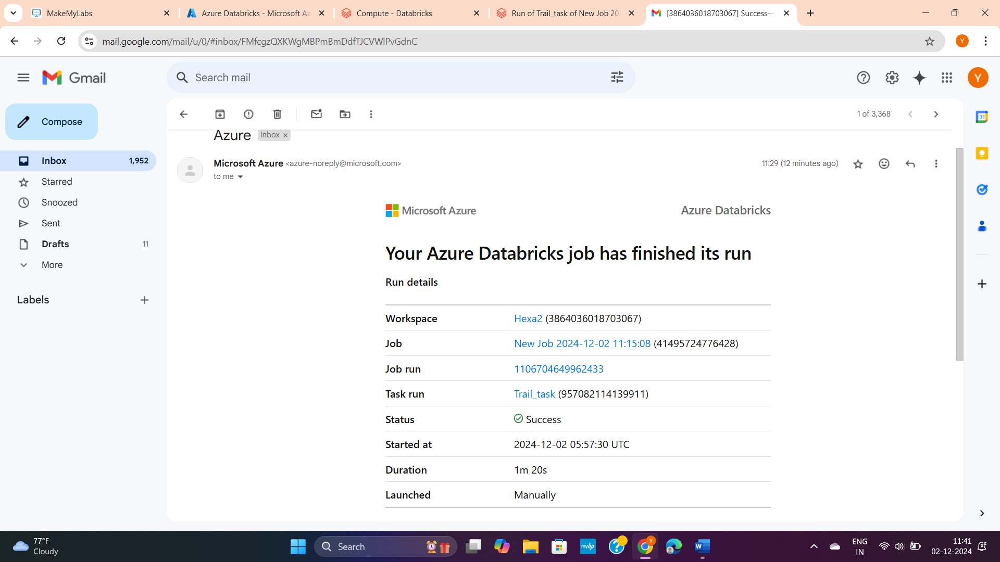 MakeMyLabs
Azure Databricks - Microsoft Az
Compute - Databricks
Run of Trail_task of New Job 20
[3864036018703067] Success—
mail.google.com/mail/u/0/#inbox/FMfcgzQXKWgMBPmBmDdfTJCVWlPvGdnC
Y
Gmail
Search mail
Y
Compose
1 of 3,368
31
Azure
Inbox ×
Inbox 1,952
Microsoft Azure <azure-noreply@microsoft.com>
11:29 (12 minutes ago)
to me
Starred
Snoozed
Sent
Drafts 11
More
Labels
Microsoft Azure
Azure Databricks
Your Azure Databricks job has finished its run
Run details
Workspace Hexa2 (3864036018703067)
Job New Job 2024-12-02 11:15:08 (41495724776428)
Job run 1106704649962433
Task run Trail_task (957082114139911)
Status Success
Started at 2024-12-02 05:57:30 UTC
Duration 1m 20s
Launched Manually
77°F
Cloudy
Search
myhp
Y
W
ENG
IN
11:41
02-12-2024